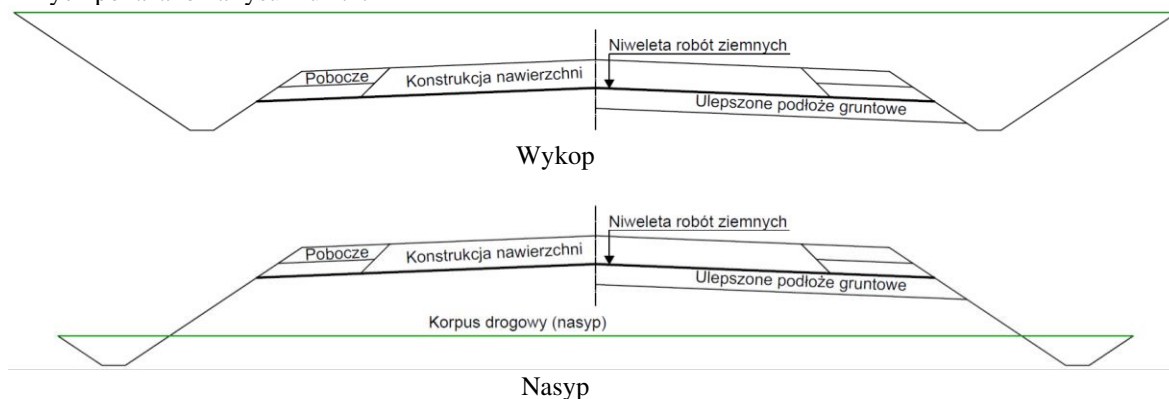 Niweleta robót ziemnych
Pobocze
Konstrukcja nawierzchni
Ulepszone podłoże gruntowe
Wykop
Niweleta robót ziemnych
Pobocze
Konstrukcja nawierzchni
Ulepszone podłoże gruntowe
Korpus drogowy (nasyp)
Nasyp